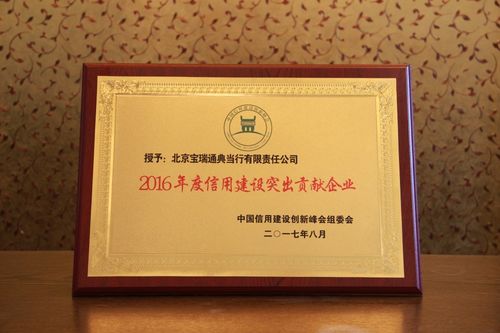 授予：北京宝瑞通典当行有限责任公司
2016年度信用建设突出贡献企业
中国信用建设创新峰会组委会
二〇一七年八月